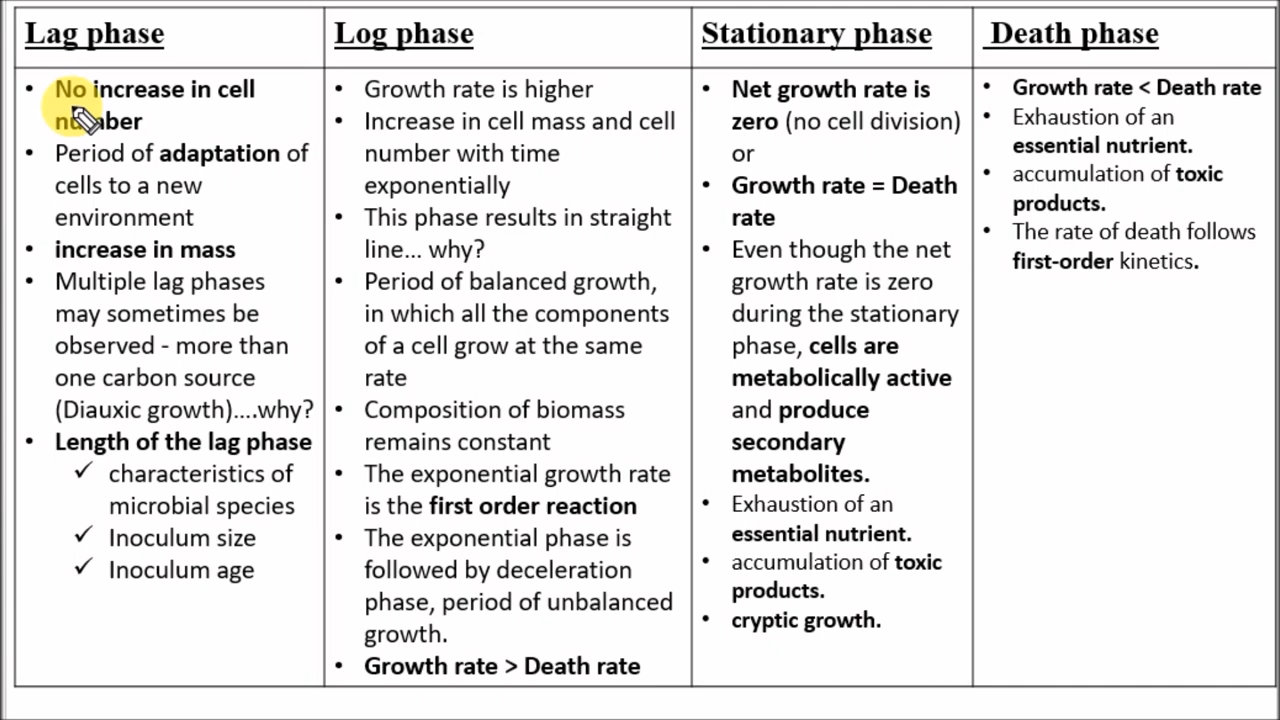 Lag phase
No increase in cell
number
Period of adaptation of
cells to a new
environment
increase in mass
Multiple lag phases
may sometimes be
observed - more than
one carbon source
(Diauxic growth)....why?
Length of the lag phase
✓ characteristics of
microbial species
✓ Inoculum size
✓ Inoculum age
Log phase
Growth rate is higher
Increase in cell mass and cell
number with time
exponentially
This phase results in straight
line... why?
Period of balanced growth,
in which all the components
of a cell grow at the same
rate
Composition of biomass
remains constant
The exponential growth rate
is the first order reaction
The exponential phase is
followed by deceleration
phase, period of unbalanced
growth.
Growth rate > Death rate
Stationary phase
Net growth rate is
zero (no cell division)
or
Growth rate = Death
rate
Even though the net
growth rate is zero
during the stationary
phase, cells are
metabolically active
and produce
secondary
metabolites.
Exhaustion of an
essential nutrient.
accumulation of toxic
products.
cryptic growth.
Death phase
Growth rate < Death rate
Exhaustion of an
essential nutrient.
accumulation of toxic
products.
The rate of death follows
first-order kinetics.